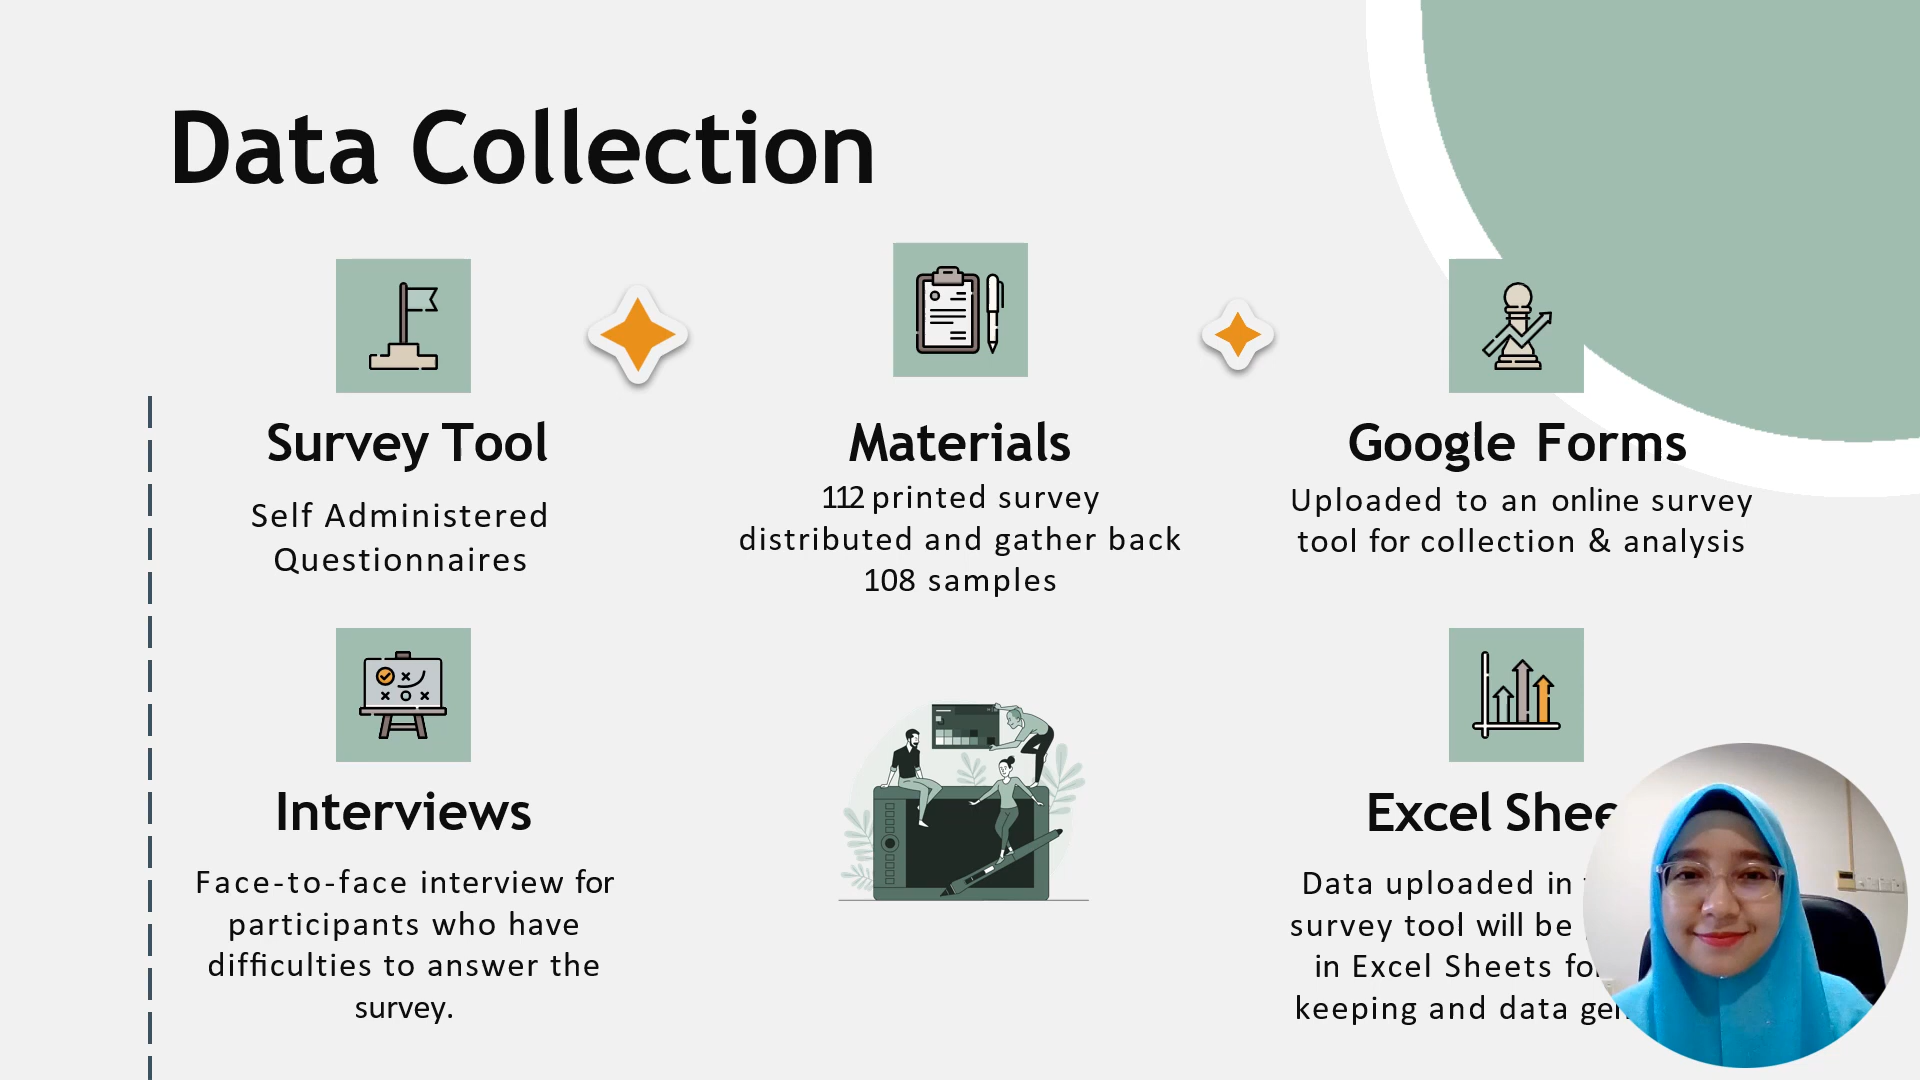 Data Collection
Survey Tool
Self Administered
Questionnaires
Materials
112 printed survey
distributed and gather back
108 samples
Google Forms
Uploaded to an online survey
tool for collection & analysis
Interviews
Face-to-face interview for
participants who have
difficulties to answer the
survey.
Excel
Data uploaded in
survey tool will be
in Excel Sheets
keeping and data